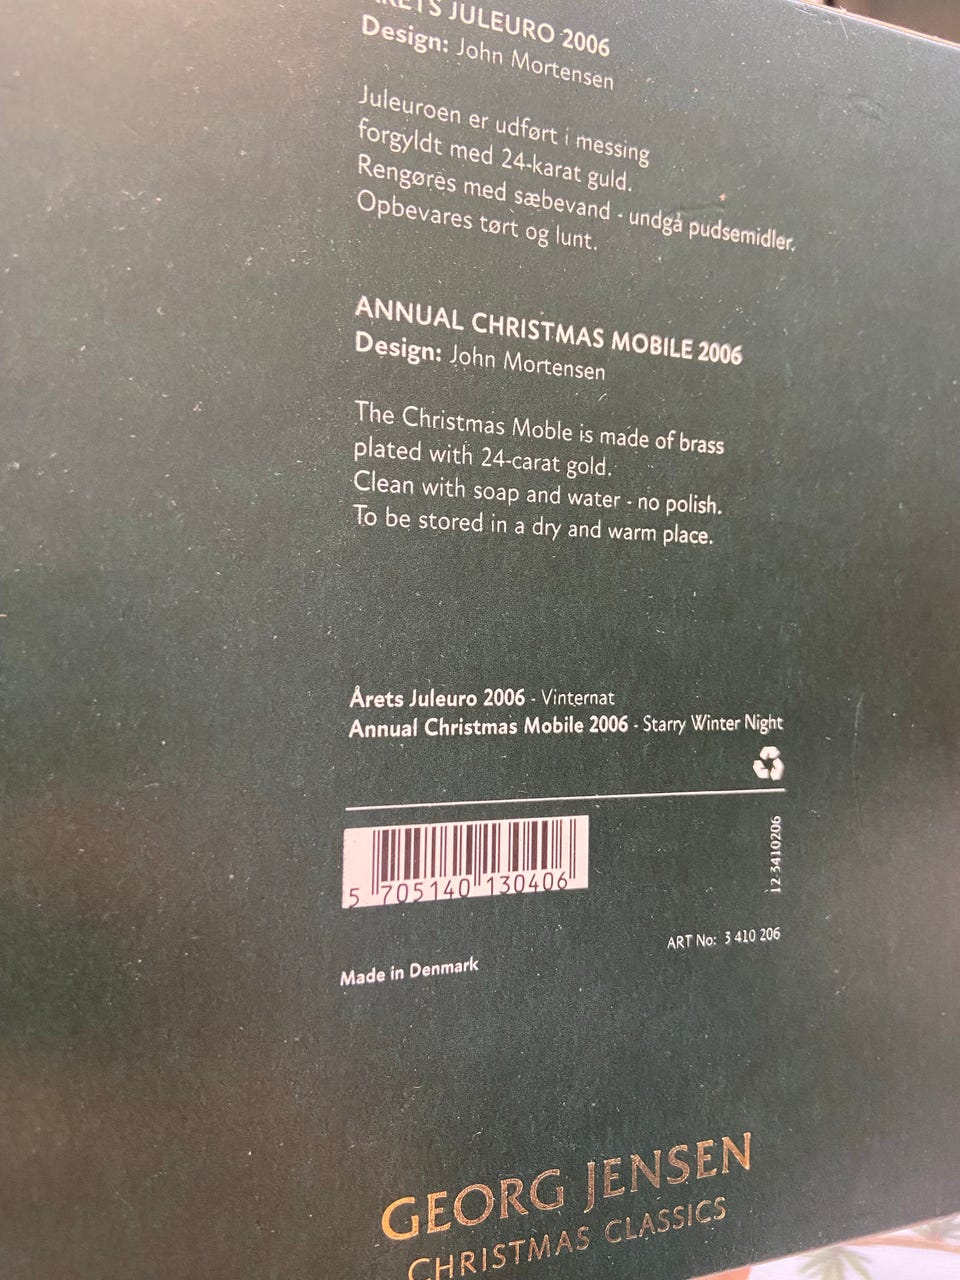 ÅRETS JULEURO 2006
Design: John Mortensen
Juleuroen er udført i messing
forgyldt med 24-karat guld.
Rengøres med sæbevand - undgå pudsemidler.
Opbevares tørt og lunt.
ANNUAL CHRISTMAS MOBILE 2006
Design: John Mortensen
The Christmas Moble is made of brass
plated with 24-carat gold.
Clean with soap and water - no polish.
To be stored in a dry and warm place.
Årets Juleuro 2006 - Vinternat
Annual Christmas Mobile 2006 - Starry Winter Night
5 705140 130406
12-3410206
ART No: 3 410 206
Made in Denmark
GEORG JENSEN
CHRISTMAS CLASSICS